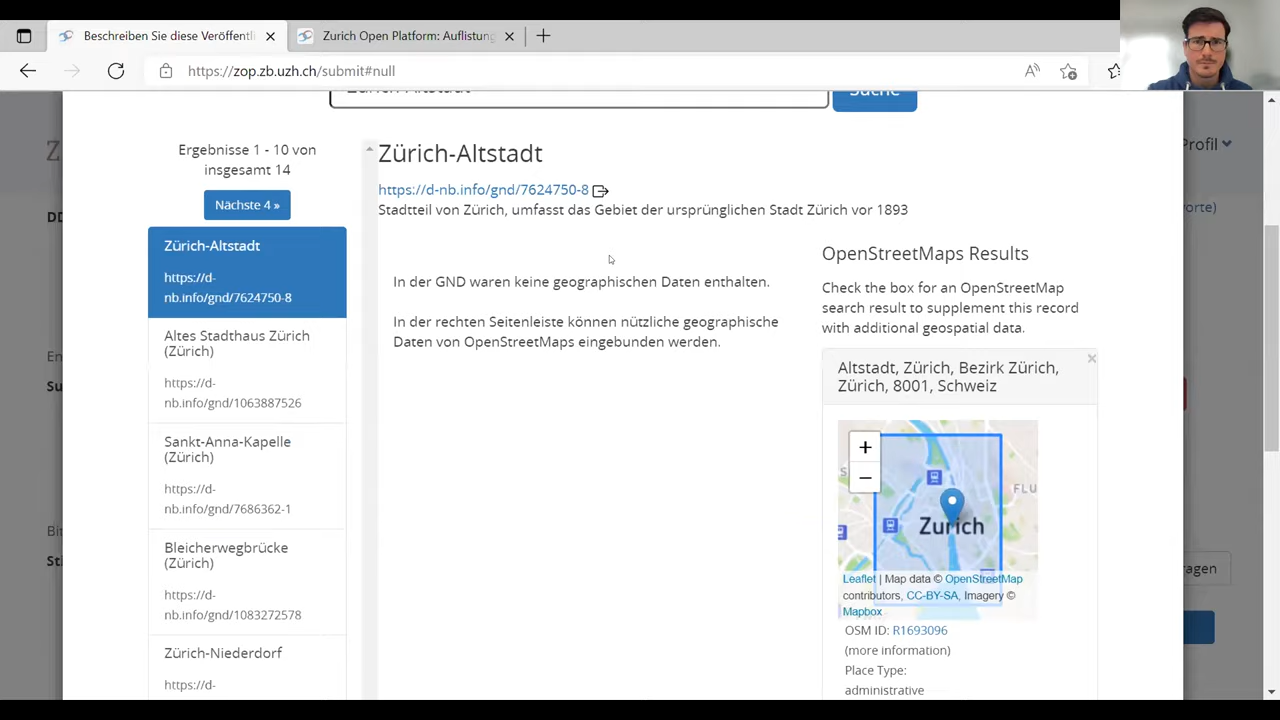 Beschreiben Sie diese Veröffentli
Zurich Open Platform: Auflistung
https://zop.zb.uzh.ch/submit#null
Suche
Profil
Ergebnisse 1 - 10 von
insgesamt 14
Nächste 4 »
Zürich-Altstadt
https://d-
nb.info/gnd/7624750-8
Altes Stadthaus Zürich
(Zürich)
https://d-
nb.info/gnd/1063887526
Sankt-Anna-Kapelle
(Zürich)
https://d-
nb.info/gnd/7686362-1
Bleicherwegbrücke
(Zürich)
https://d-
nb.info/gnd/1083272578
Zürich-Niederdorf
https://d-
Zürich-Altstadt
https://d-nb.info/gnd/7624750-8
Stadtteil von Zürich, umfasst das Gebiet der ursprünglichen Stadt Zürich vor 1893
In der GND waren keine geographischen Daten enthalten.
In der rechten Seitenleiste können nützliche geographische
Daten von OpenStreetMaps eingebunden werden.
OpenStreetMaps Results
Check the box for an OpenStreetMap
search result to supplement this record
with additional geospatial data.
Altstadt, Zürich, Bezirk Zürich,
Zürich, 8001, Schweiz
+
−
FLU
Zurich
Leaflet | Map data © OpenStreetMap
contributors, CC-BY-SA, Imagery ©
Mapbox
OSM ID: R1693096
(more information)
Place Type:
administrative